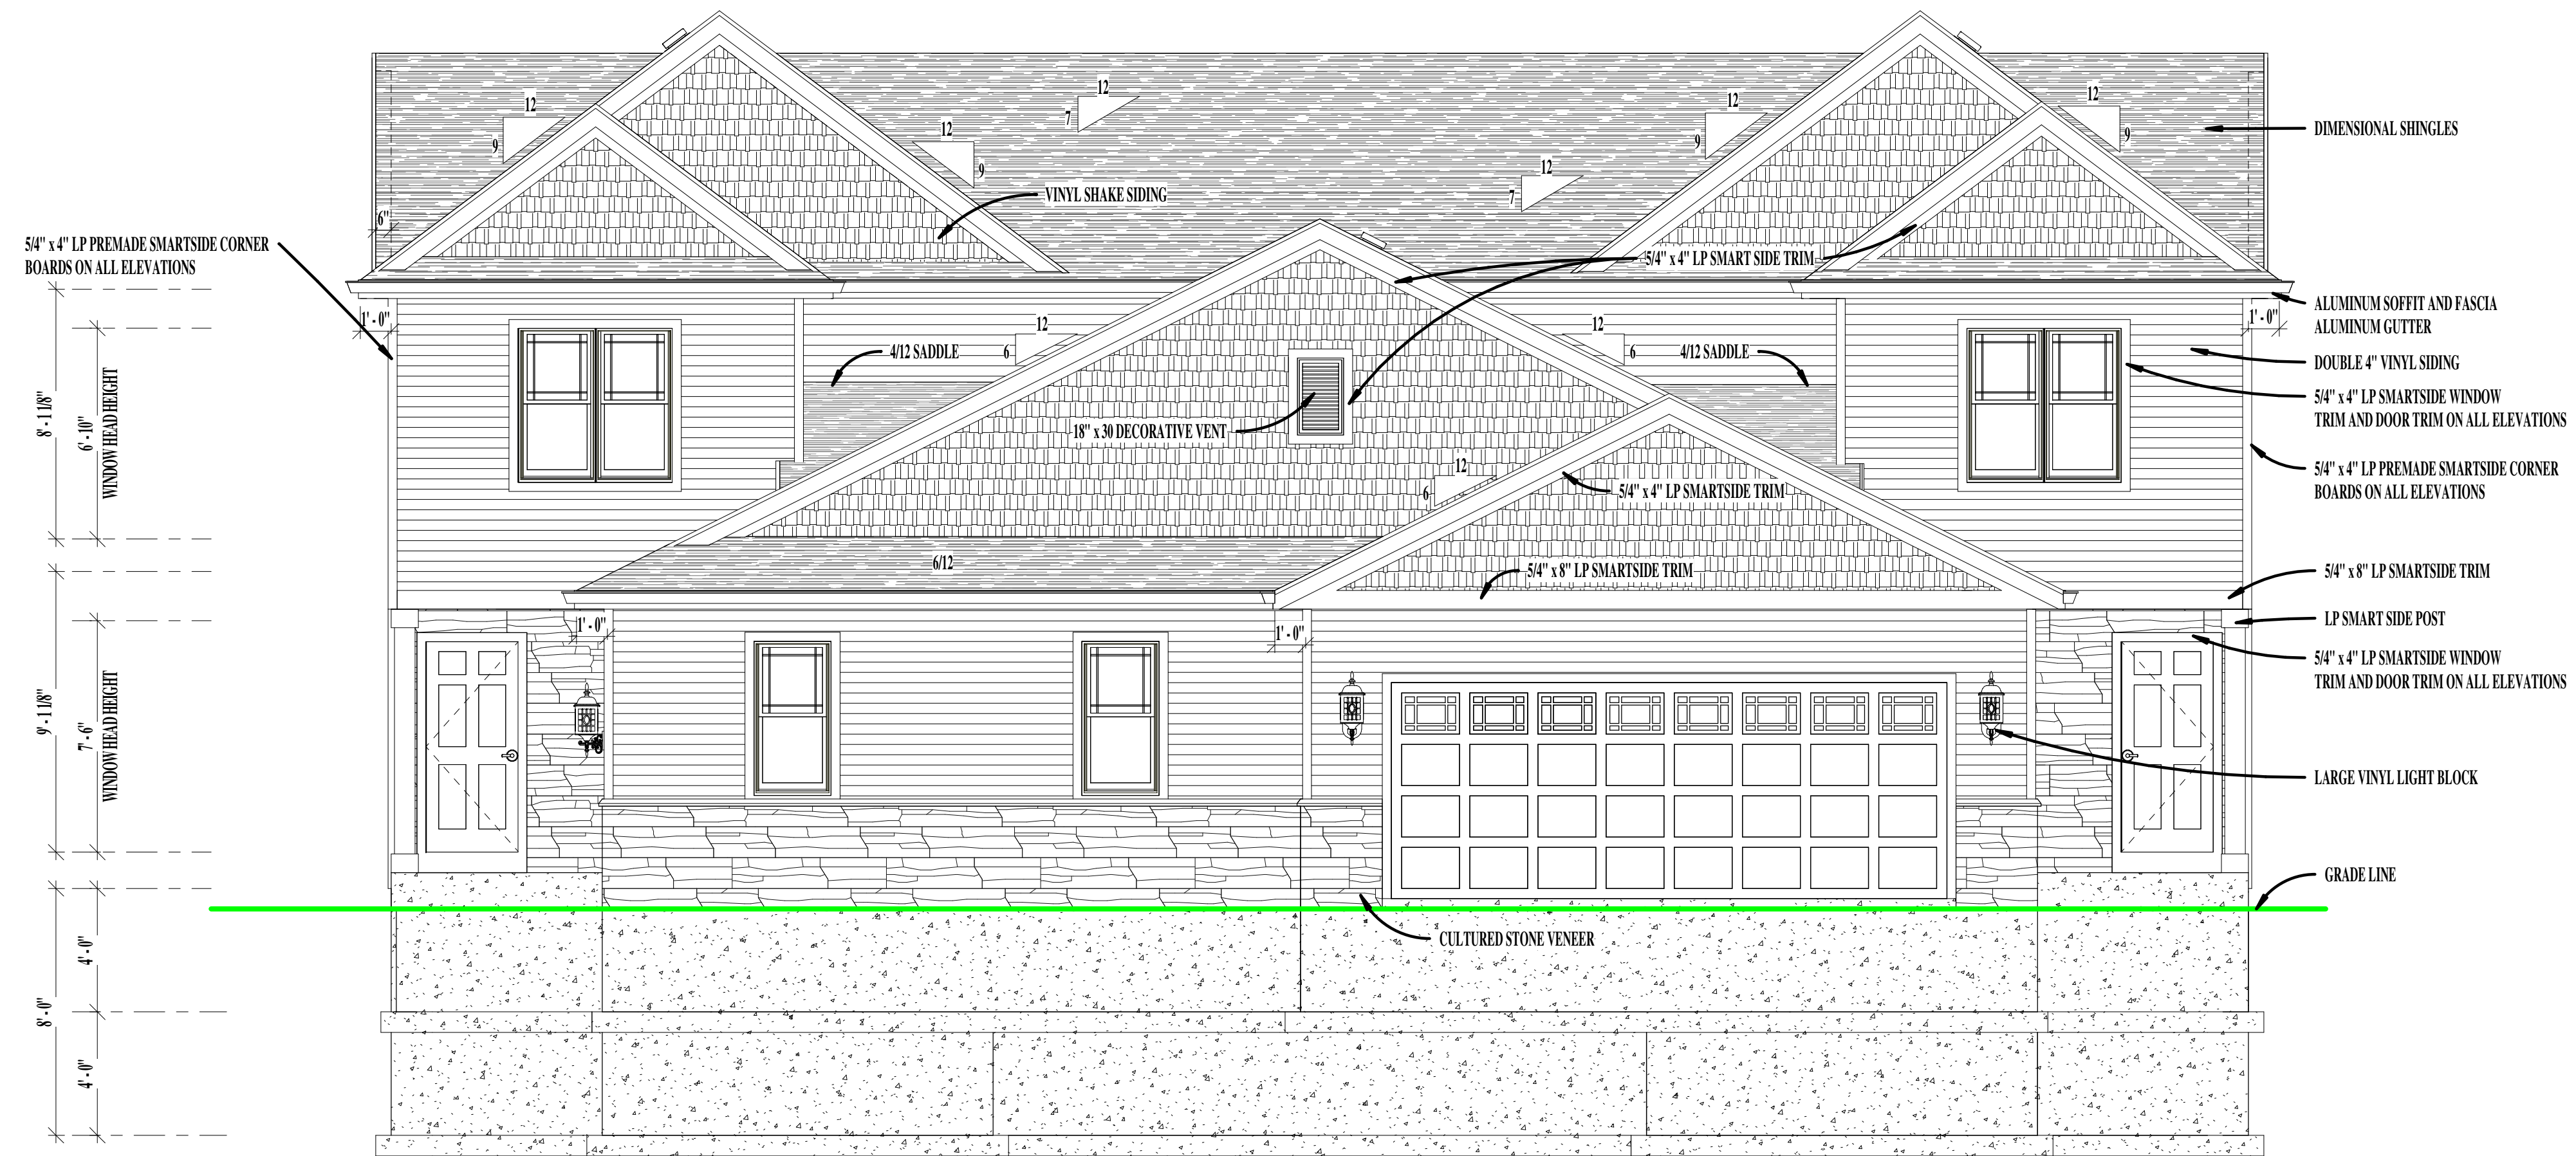 12
9
12
7
12
9
12
7
12
9
12
9
DIMENSIONAL SHINGLES
VINYL SHAKE SIDING
6"
5/4" x 4" LP PREMADE SMARTSIDE CORNER
BOARDS ON ALL ELEVATIONS
5/4" x 4" LP SMART SIDE TRIM
ALUMINUM SOFFIT AND FASCIA
ALUMINUM GUTTER
1' - 0"
1' - 0"
12
6
12
6
4/12 SADDLE
4/12 SADDLE
DOUBLE 4" VINYL SIDING
5/4" x 4" LP SMARTSIDE WINDOW
TRIM AND DOOR TRIM ON ALL ELEVATIONS
8' - 1 1/8"
6' - 10"
WINDOW HEAD HEIGHT
18" x 30 DECORATIVE VENT
12
6
5/4" x 4" LP SMARTSIDE TRIM
5/4" x 4" LP PREMADE SMARTSIDE CORNER
BOARDS ON ALL ELEVATIONS
6/12
5/4" x 8" LP SMARTSIDE TRIM
5/4" x 8" LP SMARTSIDE TRIM
LP SMART SIDE POST
1' - 0"
1' - 0"
5/4" x 4" LP SMARTSIDE WINDOW
TRIM AND DOOR TRIM ON ALL ELEVATIONS
9' - 1 1/8"
7' - 6"
WINDOW HEAD HEIGHT
LARGE VINYL LIGHT BLOCK
GRADE LINE
CULTURED STONE VENEER
8' - 0"
4' - 0"
4' - 0"